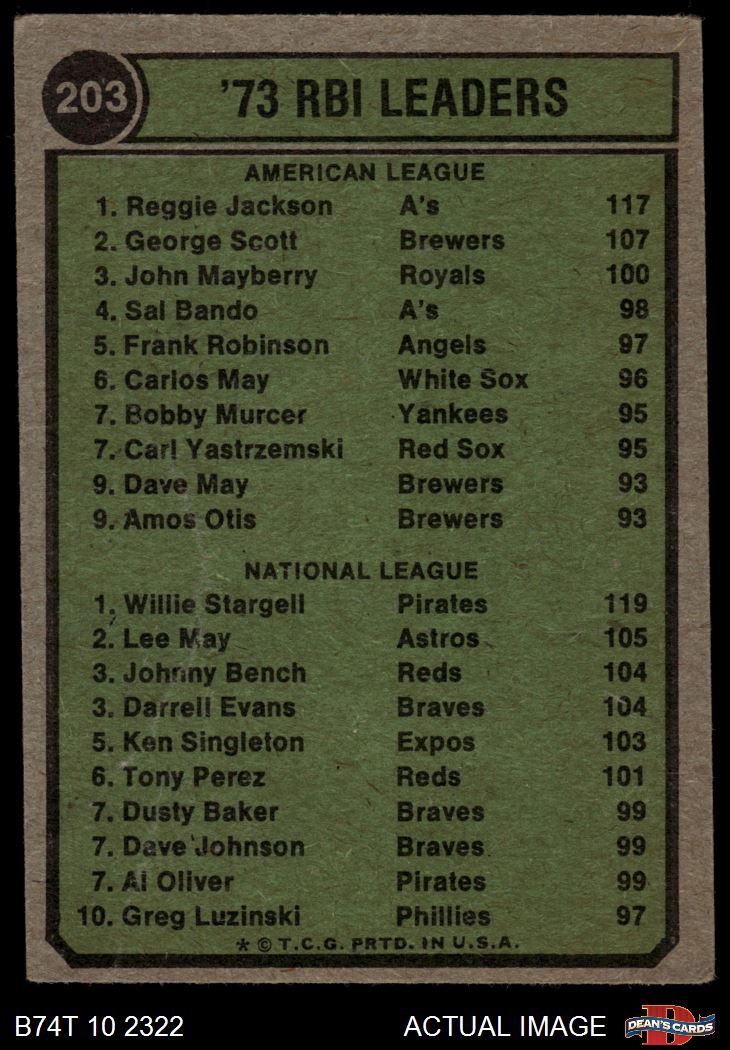 203 '73 RBI LEADERS
AMERICAN LEAGUE
1. Reggie Jackson A's 117
2. George Scott Brewers 107
3. John Mayberry Royals 100
4. Sal Bando A's 98
5. Frank Robinson Angels 97
6. Carlos May White Sox 96
7. Bobby Murcer Yankees 95
7. Carl Yastrzemski Red Sox 95
9. Dave May Brewers 93
9. Amos Otis Brewers 93
NATIONAL LEAGUE
1. Willie Stargell Pirates 119
2. Lee May Astros 105
3. Johnny Bench Reds 104
3. Darrell Evans Braves 104
5. Ken Singleton Expos 103
6. Tony Perez Reds 101
7. Dusty Baker Braves 99
7. Dave Johnson Braves 99
7. Al Oliver Pirates 99
10. Greg Luzinski Phillies 97
* © T.C.G. PRTD. IN U.S.A.
B74T 10 2322 ACTUAL IMAGE D DEAN'S CARDS